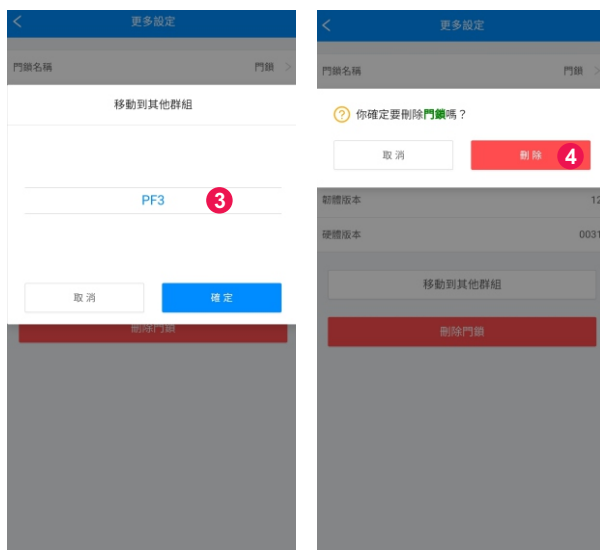 更多設定
門鎖名稱 門鎖 >
移動到其他群組
PF3 3
取消 確定
刪除門鎖
更多設定
門鎖名稱 門鎖 >
? 你確定要刪除門鎖嗎？
取消 刪除 4
韌體版本 12
硬體版本 0031
移動到其他群組
刪除門鎖